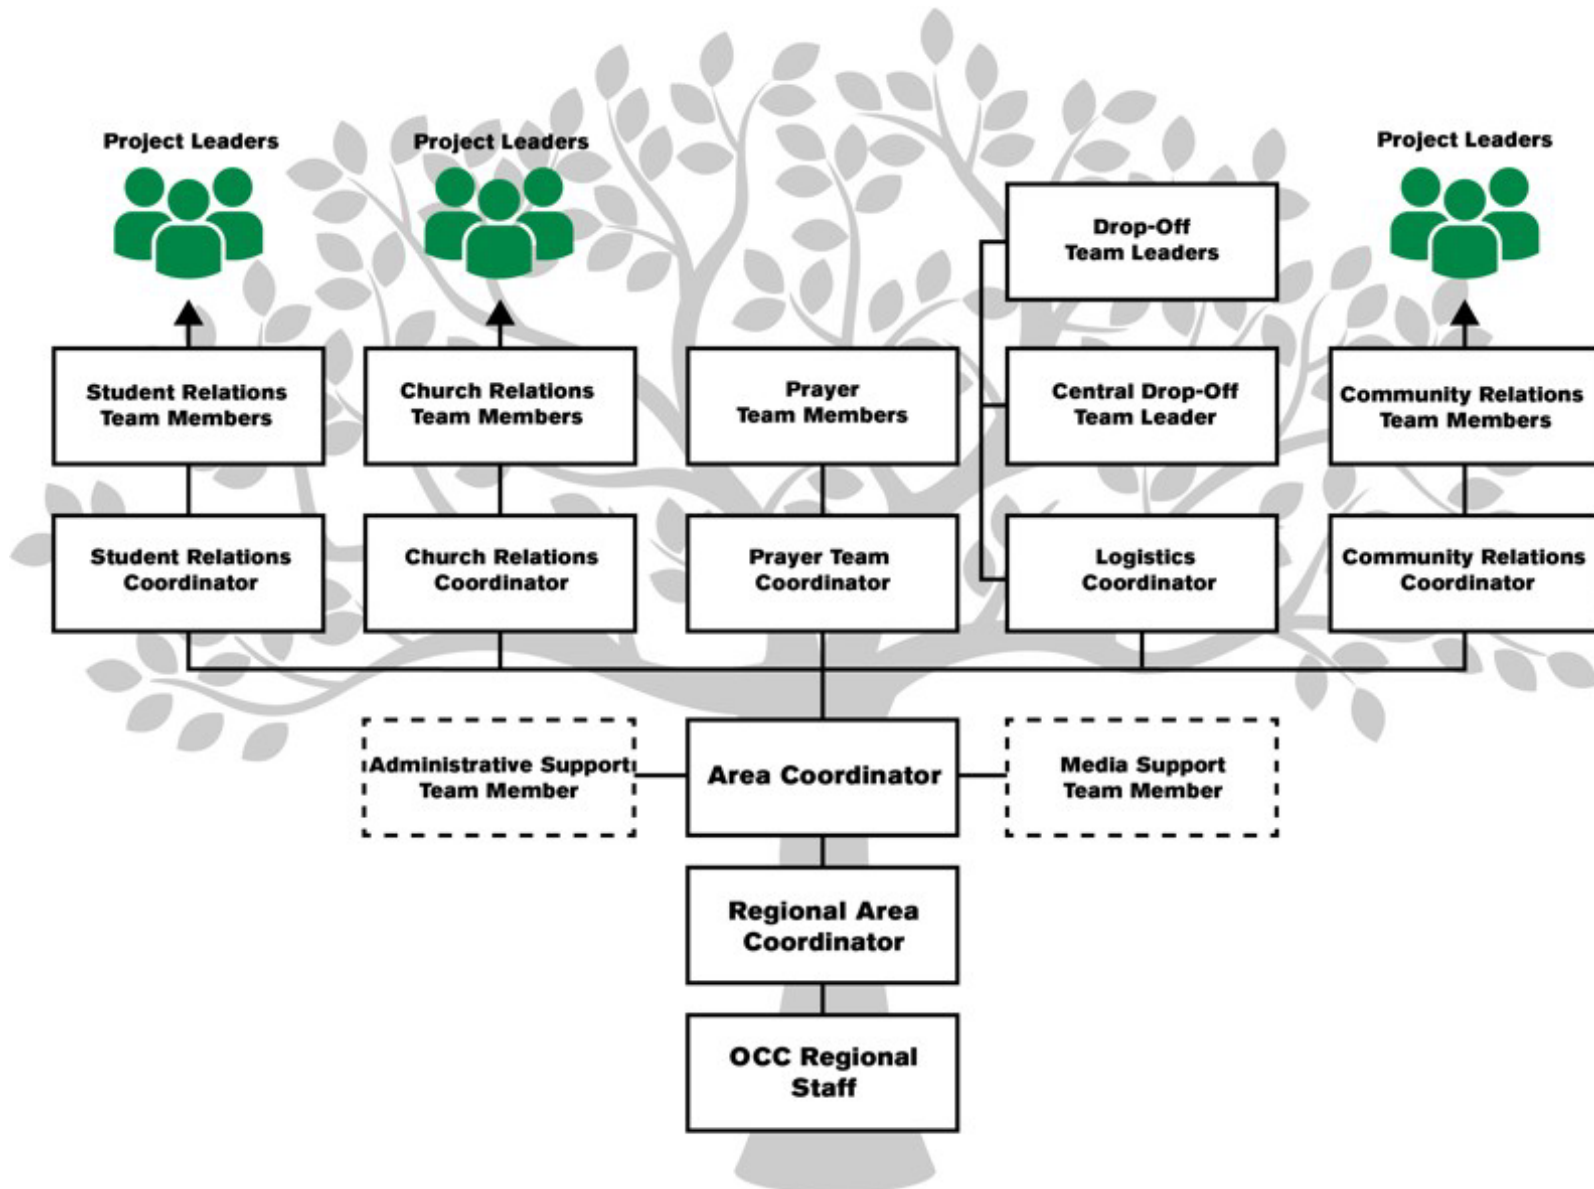 Project Leaders
Project Leaders
Project Leaders
Drop-Off
Team Leaders
Student Relations
Team Members
Church Relations
Team Members
Prayer
Team Members
Central Drop-Off
Team Leader
Community Relations
Team Members
Student Relations
Coordinator
Church Relations
Coordinator
Prayer Team
Coordinator
Logistics
Coordinator
Community Relations
Coordinator
Administrative Support
Team Member
Area Coordinator
Media Support
Team Member
Regional Area
Coordinator
OCC Regional
Staff